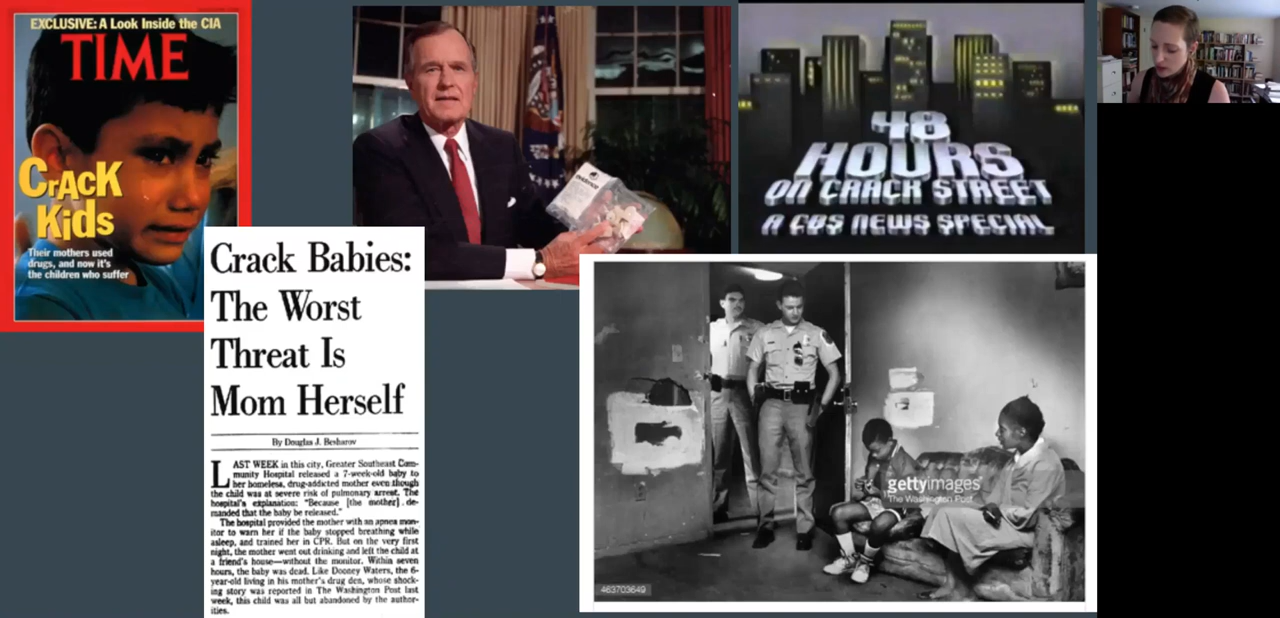 EXCLUSIVE: A Look Inside the CIA
TIME
CrAcK
Kids
Their mothers used
drugs, and now it's
the children who suffer
evidence
48
HOURS
ON CRACK STREET
A CBS NEWS SPECIAL
Crack Babies:
The Worst
Threat Is
Mom Herself
By Douglas J. Besharov
LAST WEEK in this city, Greater Southeast Com-
munity Hospital released a 7-week-old baby to
her homeless, drug-addicted mother even though
the child was at severe risk of pulmonary arrest. The
hospital's explanation: "Because [the mother] de-
manded that the baby be released."
The hospital provided the mother with an apnea mon-
itor to warn her if the baby stopped breathing while
asleep, and trained her in CPR. But on the very first
night, the mother went out drinking and left the child at
a friend's house—without the monitor. Within seven
hours, the baby was dead. Like Dooney Waters, the 6-
year-old living in his mother's drug den, whose shock-
ing story was reported in The Washington Post last
week, this child was all but abandoned by the author-
ities.
gettyimages
The Washington Post
463703649